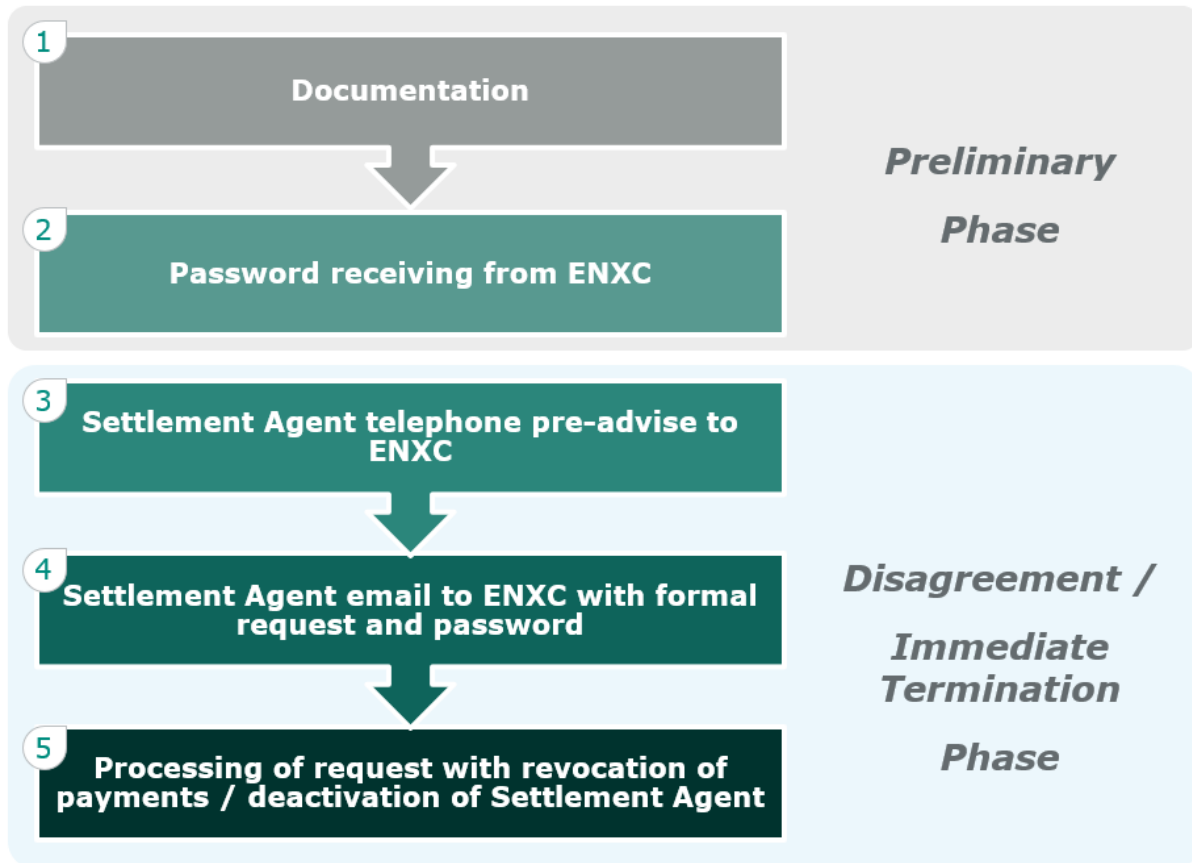 1
Documentation
2
Password receiving from ENXC
Preliminary
Phase
3
Settlement Agent telephone pre-advise to
ENXC
4
Settlement Agent email to ENXC with formal
request and password
5
Processing of request with revocation of
payments / deactivation of Settlement Agent
Disagreement /
Immediate
Termination
Phase